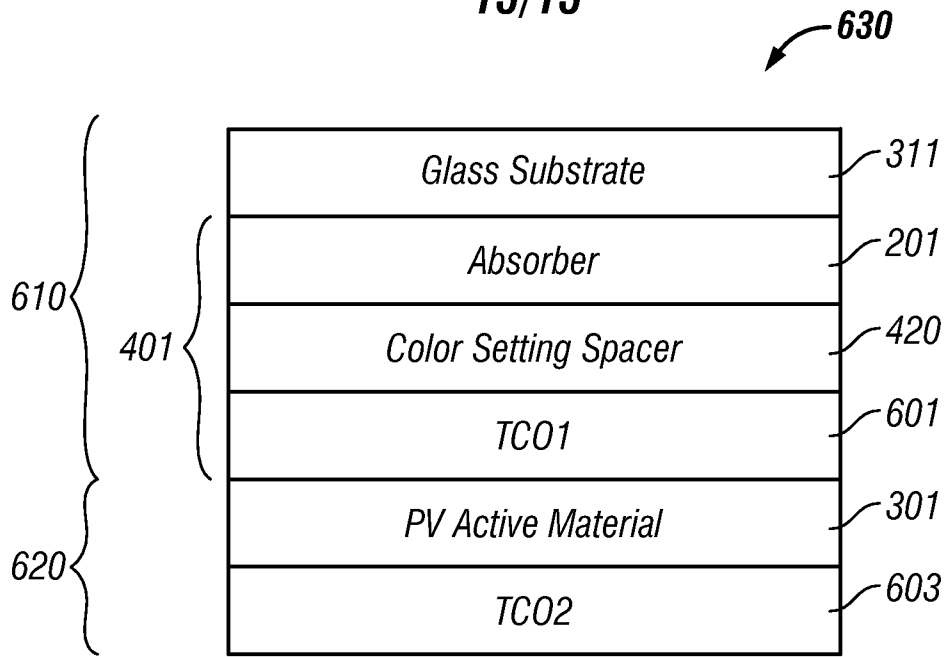 630
Glass Substrate 311
Absorber 201
610
401 Color Setting Spacer 420
TCO1 601
PV Active Material 301
620
TCO2 603